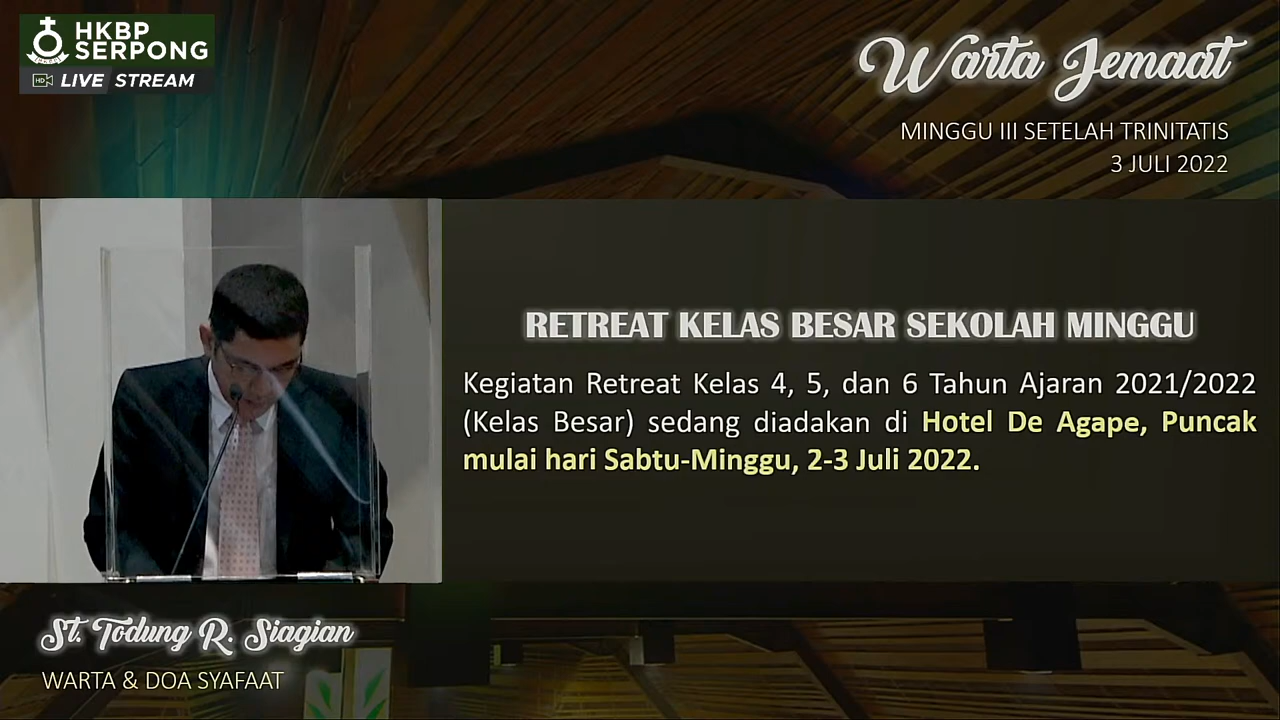 HKBP
SERPONG
HD LIVE STREAM
Warta Jemaat
MINGGU III SETELAH TRINITATIS
3 JULI 2022
RETREAT KELAS BESAR SEKOLAH MINGGU
Kegiatan Retreat Kelas 4, 5, dan 6 Tahun Ajaran 2021/2022
(Kelas Besar) sedang diadakan di Hotel De Agape, Puncak
mulai hari Sabtu-Minggu, 2-3 Juli 2022.
St. Todung R. Siagian
WARTA & DOA SYAFAAT